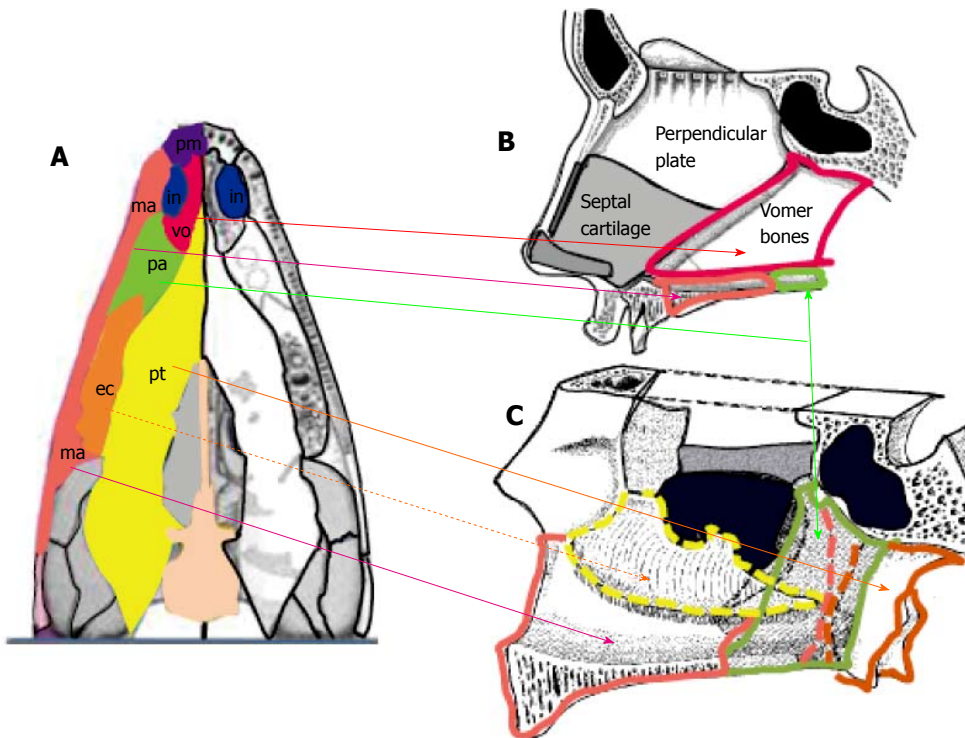 A
pm
in
in
ma
vo
pa
ec
pt
ma
B
Perpendicular
plate
Septal
cartilage
Vomer
bones
C